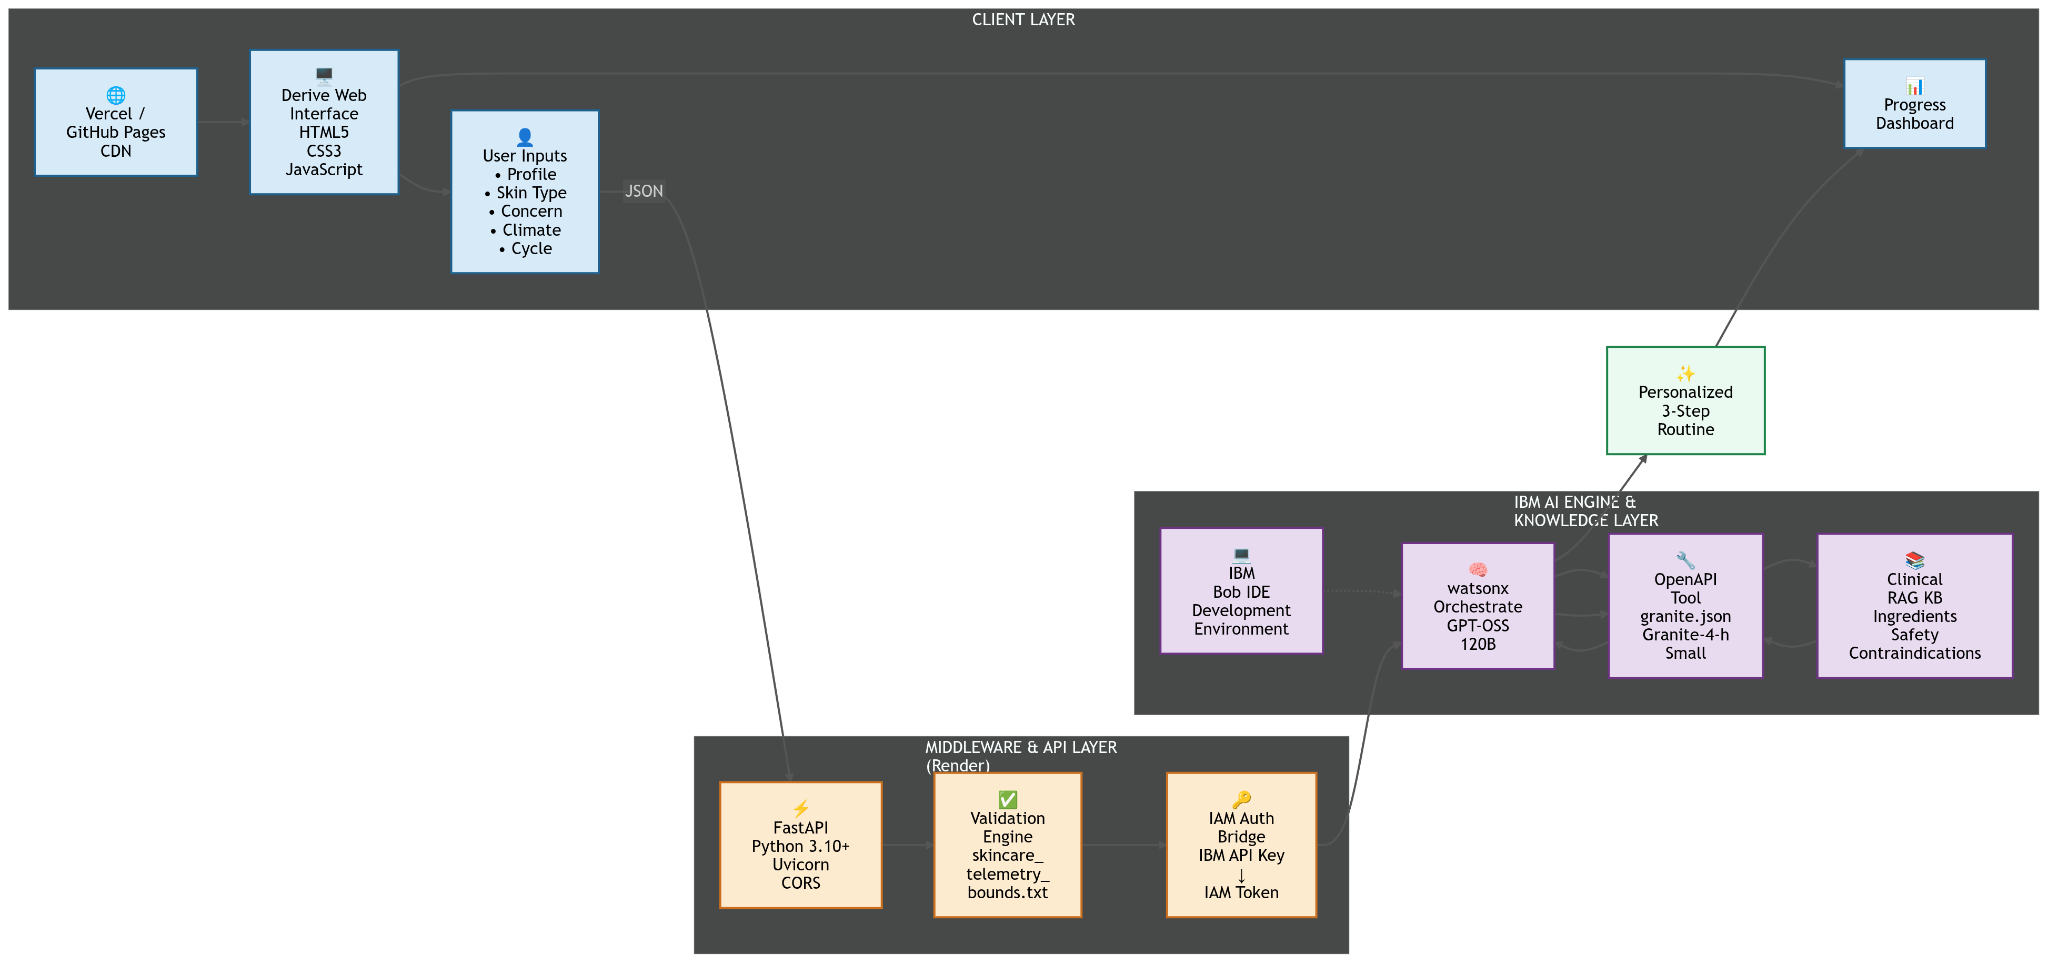 CLIENT LAYER
Vercel /
GitHub Pages
CDN
Derive Web
Interface
HTML5
CSS3
JavaScript
User Inputs
• Profile
• Skin Type
• Concern
• Climate
• Cycle
JSON
Progress
Dashboard
Personalized
3-Step
Routine
IBM AI ENGINE &
KNOWLEDGE LAYER
IBM
Bob IDE
Development
Environment
watsonx
Orchestrate
GPT-OSS
120B
OpenAPI
Tool
granite.json
Granite-4-h
Small
Clinical
RAG KB
Ingredients
Safety
Contraindications
MIDDLEWARE & API LAYER
(Render)
FastAPI
Python 3.10+
Uvicorn
CORS
Validation
Engine
skincare_
telemetry_
bounds.txt
IAM Auth
Bridge
IBM API Key
↓
IAM Token